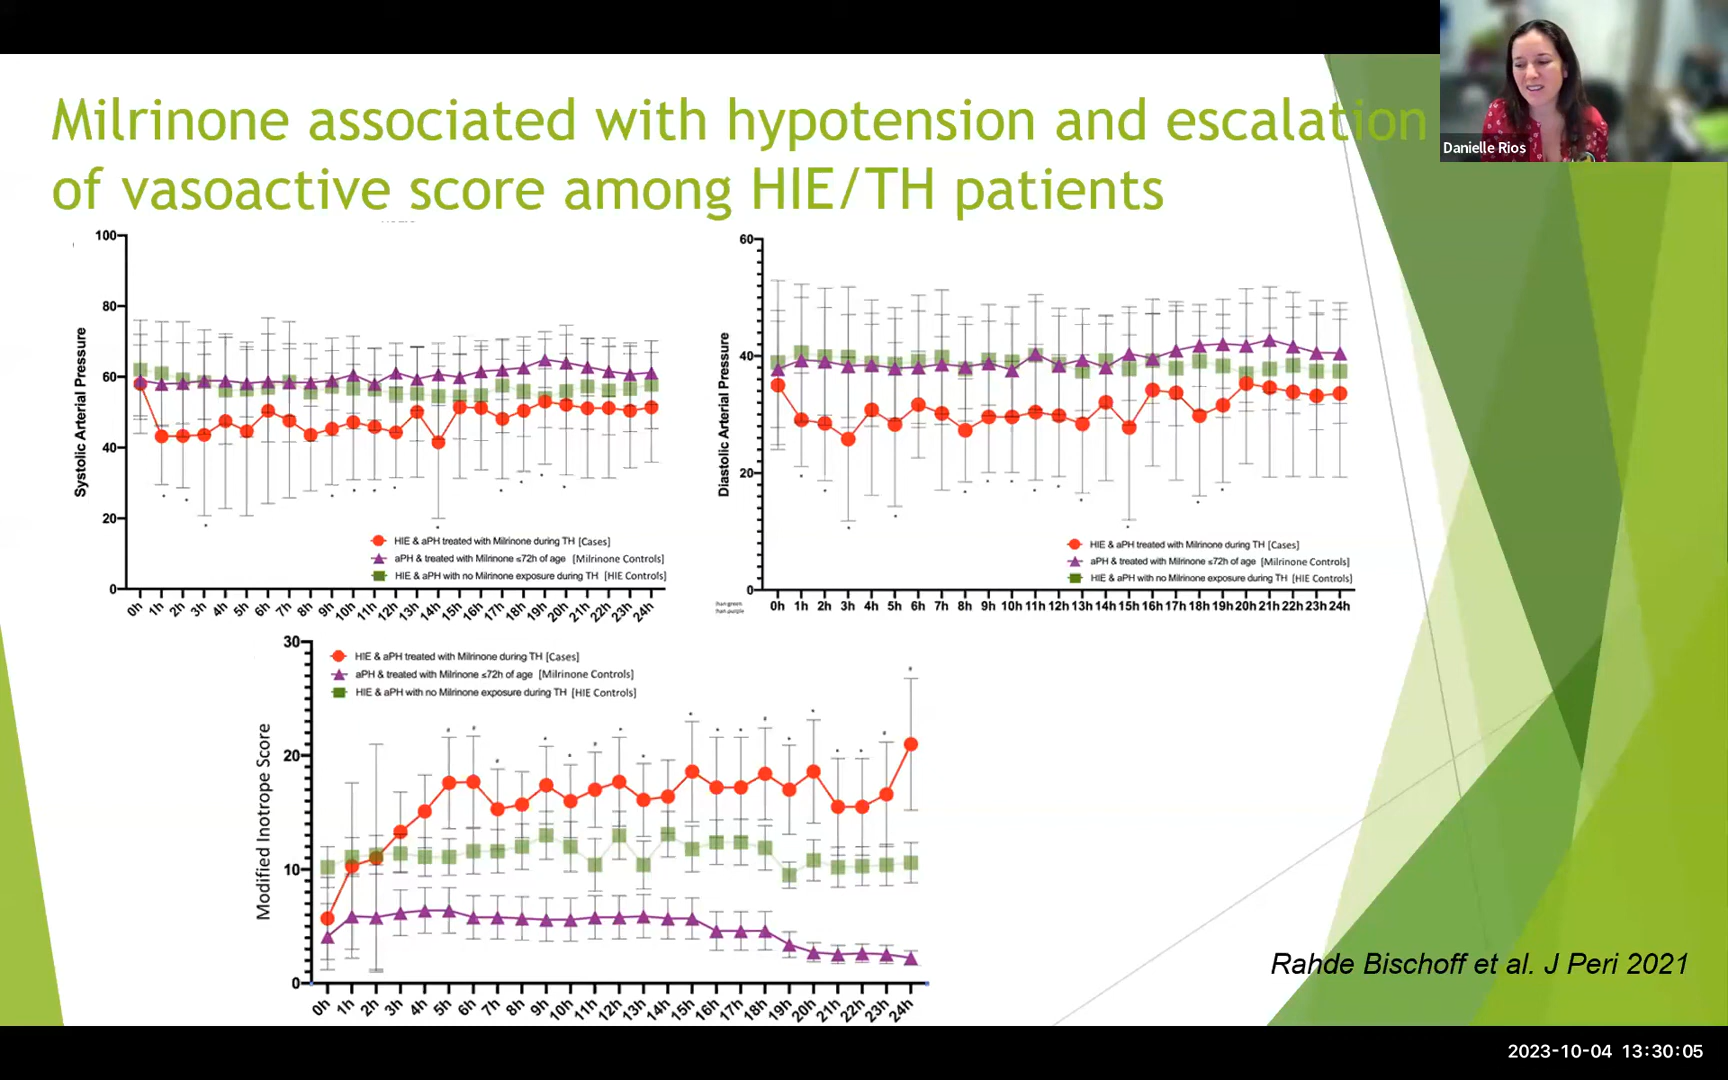 Milrinone associated with hypotension and escalation
of vasoactive score among HIE/TH patients
Danielle Rios
Systolic Arterial Pressure
100
80
60
40
20
0
HIE & aPH treated with Milrinone during TH [Cases]
aPH & treated with Milrinone ≤72h of age [Milrinone Controls]
HIE & aPH with no Milrinone exposure during TH [HIE Controls]
0h 1h 2h 3h 4h 5h 6h 7h 8h 9h 10h 11h 12h 13h 14h 15h 16h 17h 18h 19h 20h 21h 22h 23h 24h
Diastolic Arterial Pressure
60
40
20
0
HIE & aPH treated with Milrinone during TH [Cases]
aPH & treated with Milrinone ≤72h of age [Milrinone Controls]
HIE & aPH with no Milrinone exposure during TH [HIE Controls]
than green
than purple
0h 1h 2h 3h 4h 5h 6h 7h 8h 9h 10h 11h 12h 13h 14h 15h 16h 17h 18h 19h 20h 21h 22h 23h 24h
Modified Inotrope Score
30
20
10
0
HIE & aPH treated with Milrinone during TH [Cases]
aPH & treated with Milrinone ≤72h of age [Milrinone Controls]
HIE & aPH with no Milrinone exposure during TH [HIE Controls]
0h 1h 2h 3h 4h 5h 6h 7h 8h 9h 10h 11h 12h 13h 14h 15h 16h 17h 18h 19h 20h 21h 22h 23h 24h
Rahde Bischoff et al. J Peri 2021
2023-10-04 13:30:05